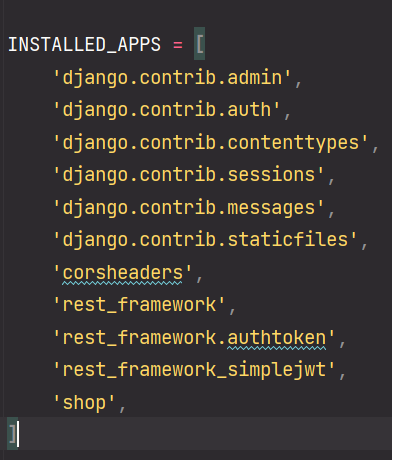 INSTALLED_APPS = [
    'django.contrib.admin',
    'django.contrib.auth',
    'django.contrib.contenttypes',
    'django.contrib.sessions',
    'django.contrib.messages',
    'django.contrib.staticfiles',
    'corsheaders',
    'rest_framework',
    'rest_framework.authtoken',
    'rest_framework_simplejwt',
    'shop',
]